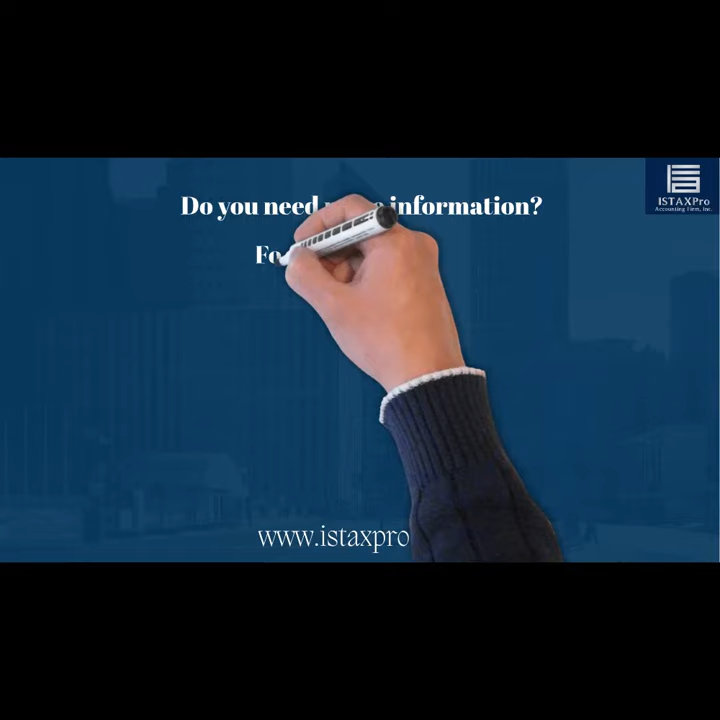 ISTAXPro
Accounting Firm, Inc.
Do you need information?
www.istaxpro